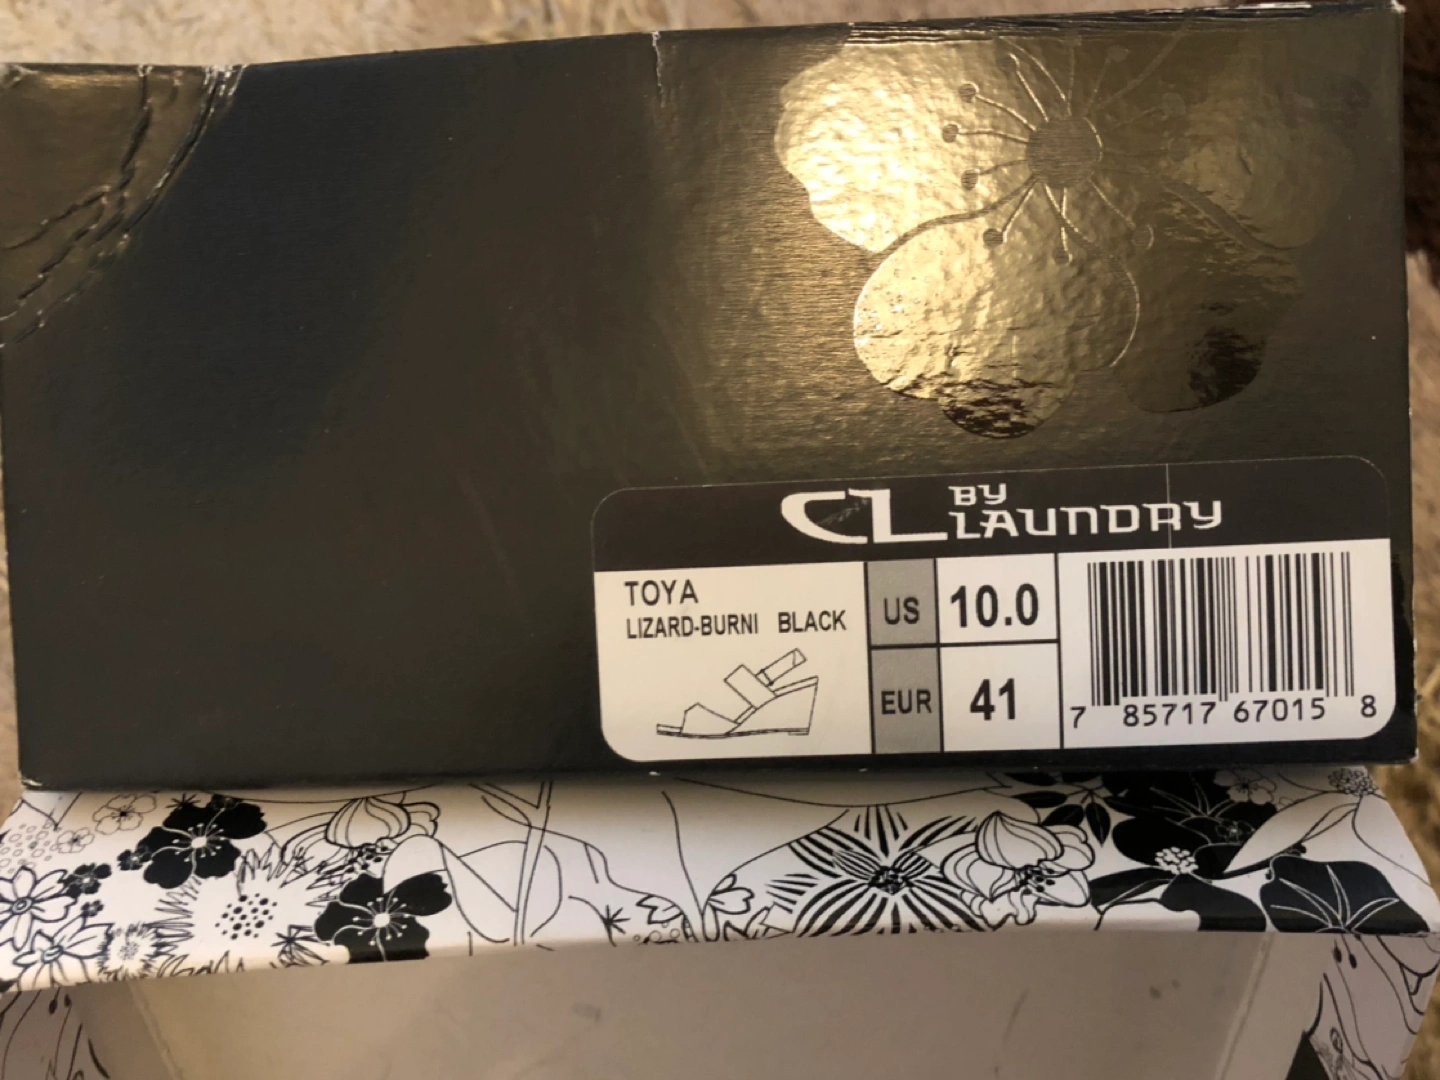 CL BY
LAUNDRY
TOYA
LIZARD-BURNI BLACK
US 10.0
EUR 41
7 85717 67015 8